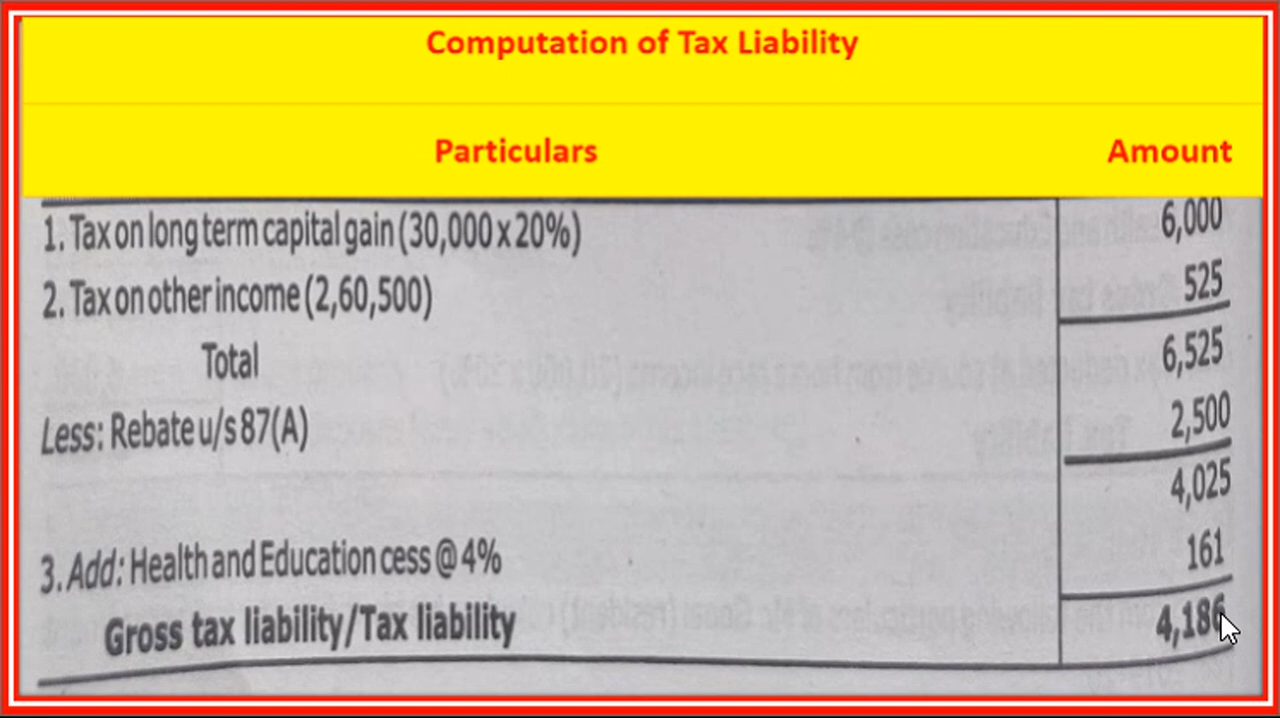 Computation of Tax Liability
Particulars Amount
1. Tax on long term capital gain (30,000 x 20%) 6,000
2. Tax on other income (2,60,500) 525
Total 6,525
Less: Rebate u/s 87(A) 2,500
4,025
3. Add: Health and Education cess @ 4% 161
Gross tax liability/Tax liability 4,186